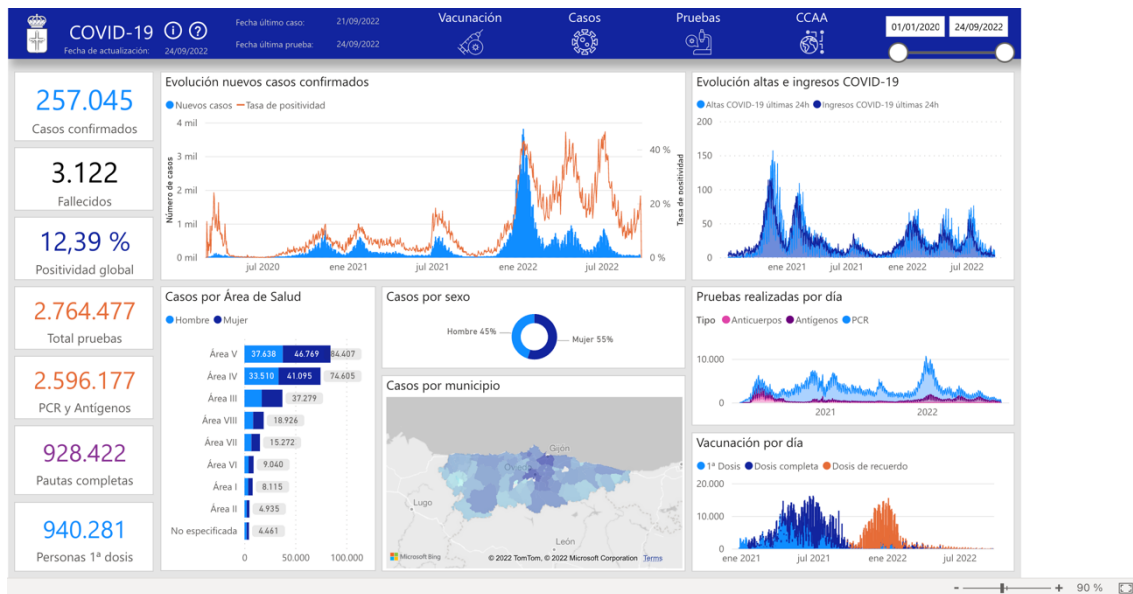 COVID-19
Fecha de actualización: 24/09/2022
Fecha último caso: 21/09/2022
Fecha última prueba: 24/09/2022
Vacunación
Casos
Pruebas
CCAA
01/01/2020 24/09/2022
257.045
Casos confirmados
3.122
Fallecidos
12,39 %
Positividad global
2.764.477
Total pruebas
2.596.177
PCR y Antígenos
928.422
Pautas completas
940.281
Personas 1ª dosis
Evolución nuevos casos confirmados
Nuevos casos Tasa de positividad
Número de casos
4 mil
3 mil
2 mil
1 mil
0 mil
40 %
20 %
0 %
Tasa de positividad
jul 2020 ene 2021 jul 2021 ene 2022 jul 2022
Evolución altas e ingresos COVID-19
Altas COVID-19 últimas 24h Ingresos COVID-19 últimas 24h
200
150
100
50
0
ene 2021 jul 2021 ene 2022 jul 2022
Casos por Área de Salud
Hombre Mujer
Área V 37.638 46.769 84.407
Área IV 33.510 41.095 74.605
Área III 37.279
Área VIII 18.926
Área VII 15.272
Área VI 9.040
Área I 8.115
Área II 4.935
No especificada 4.461
0 50.000 100.000
Casos por sexo
Hombre 45%
Mujer 55%
Casos por municipio
Gijón
Oviedo
Lugo
León
Microsoft Bing
© 2022 TomTom, © 2022 Microsoft Corporation Terms
Pruebas realizadas por día
Tipo Anticuerpos Antígenos PCR
10.000
0
2021 2022
Vacunación por día
1ª Dosis Dosis completa Dosis de recuerdo
20.000
10.000
0
ene 2021 jul 2021 ene 2022 jul 2022
- + 90 %